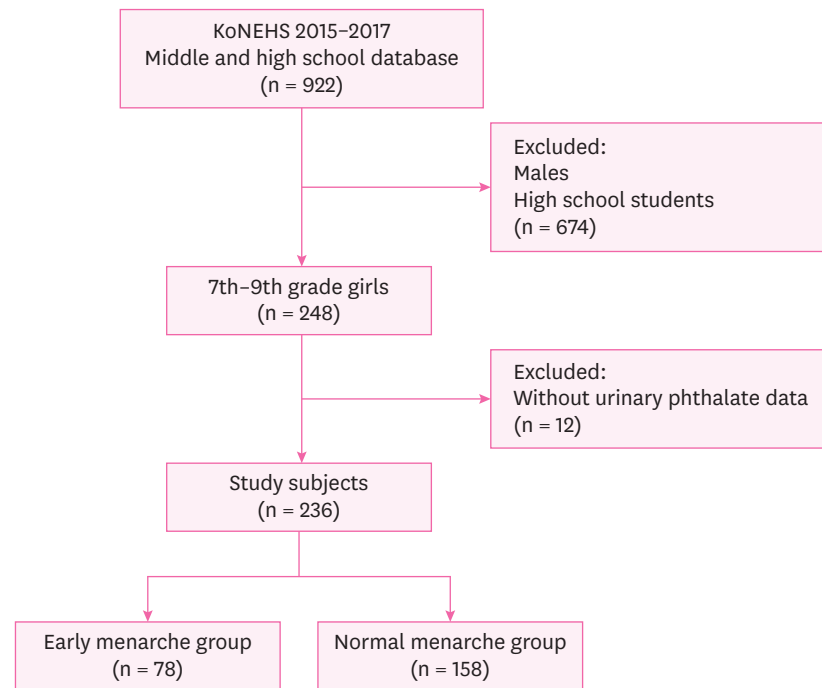 KoNEHS 2015–2017
Middle and high school database
(n = 922)
Excluded:
Males
High school students
(n = 674)
7th–9th grade girls
(n = 248)
Excluded:
Without urinary phthalate data
(n = 12)
Study subjects
(n = 236)
Early menarche group
(n = 78)
Normal menarche group
(n = 158)